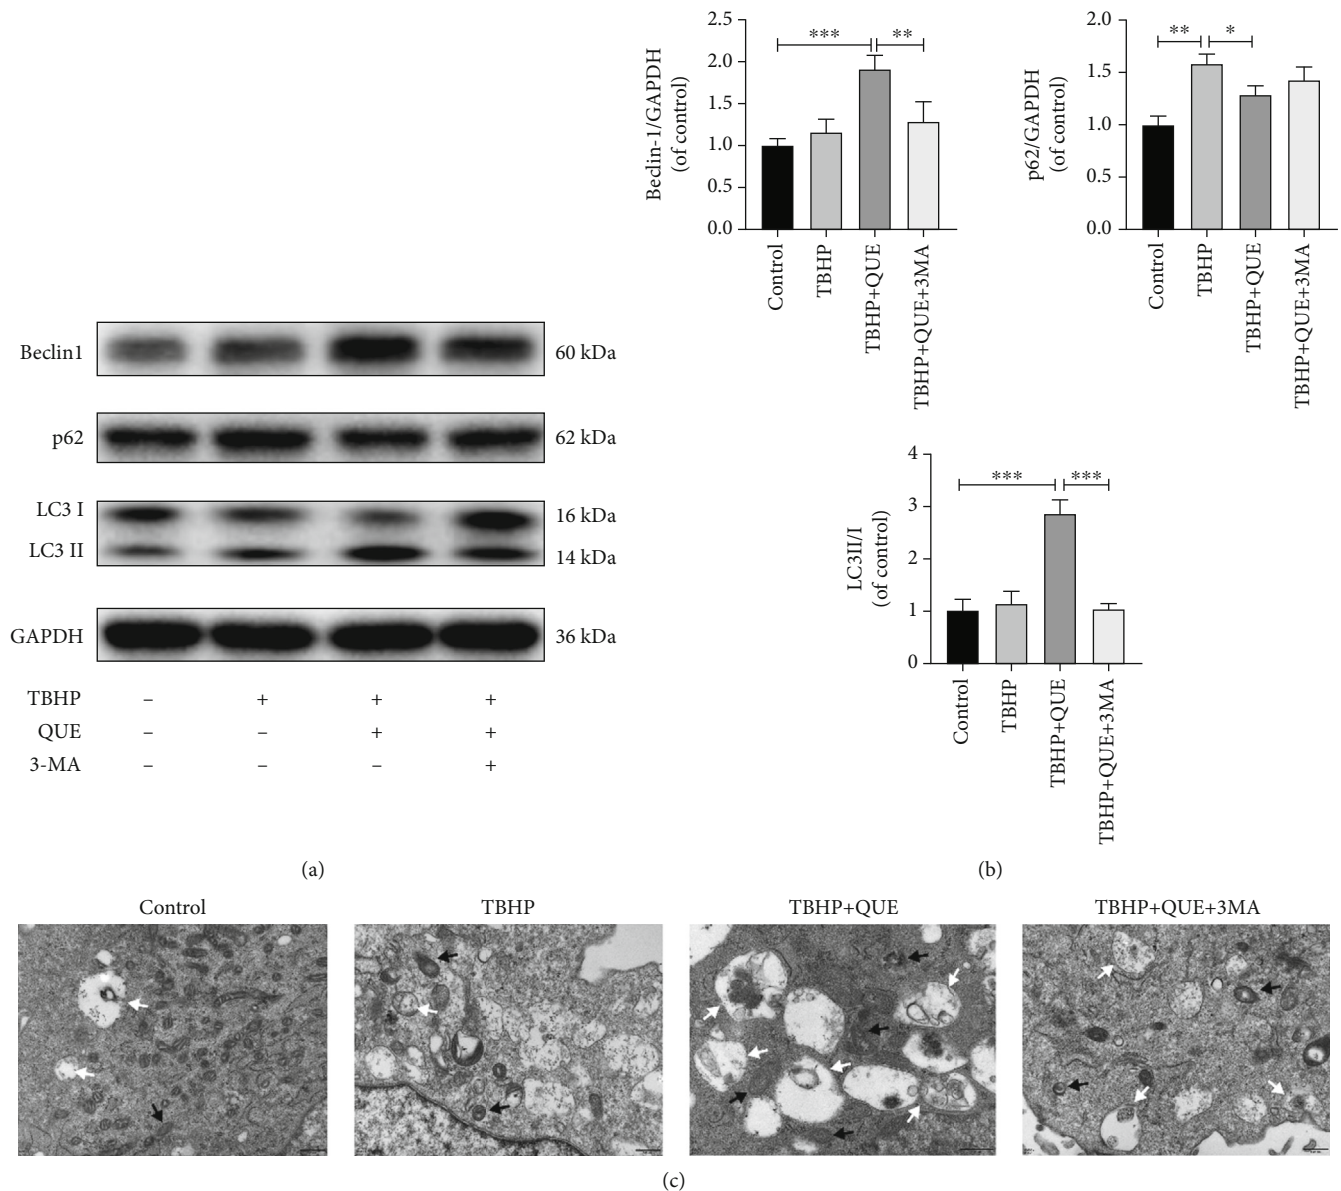 Beclin1 60 kDa
p62 62 kDa
LC3 I 16 kDa
LC3 II 14 kDa
GAPDH 36 kDa
TBHP – + + +
QUE – – + +
3-MA – – – +
(a)
Beclin-1/GAPDH
(of control)
2.5
2.0
1.5
1.0
0.5
0.0
*** **
Control
TBHP
TBHP+QUE
TBHP+QUE+3MA
p62/GAPDH
(of control)
2.0
1.5
1.0
0.5
0.0
** *
Control
TBHP
TBHP+QUE
TBHP+QUE+3MA
LC3II/I
(of control)
4
3
2
1
0
*** ***
Control
TBHP
TBHP+QUE
TBHP+QUE+3MA
(b)
Control TBHP TBHP+QUE TBHP+QUE+3MA
(c)